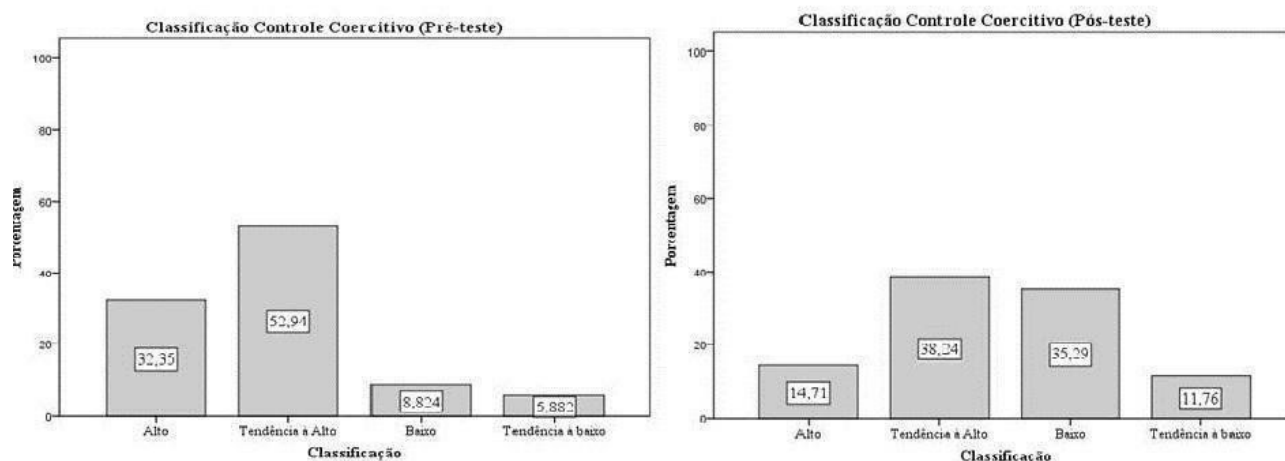 Classificação Controle Coercitivo (Pré-teste)
100
80
60
40
20
0
Porcentagem
32,35
52,94
8,824
5,882
Alto
Tendência à Alto
Baixo
Tendência à baixo
Classificação
Classificação Controle Coercitivo (Pós-teste)
100
80
60
40
20
0
Porcentagem
14,71
38,24
35,29
11,76
Alto
Tendência à Alto
Baixo
Tendência à baixo
Classificação